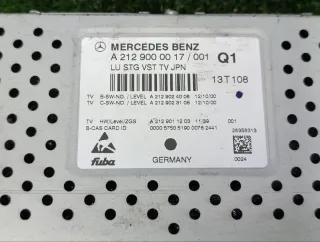 MERCEDES BENZ
A 212 900 00 17 / 001 Q1
LU STG VST TV JPN
13T108
TV B-SW-NO. / LEVEL A 212 902 40 06 12/10/00
TV C-SW-NO. / LEVEL A 212 902 31 06 12/10/00
TV HW/Level/ZGS A 212 901 12 03 11/39 001
B-CAS CARD ID 0000 5750 5190 0076 2441
0024
fuba
GERMANY